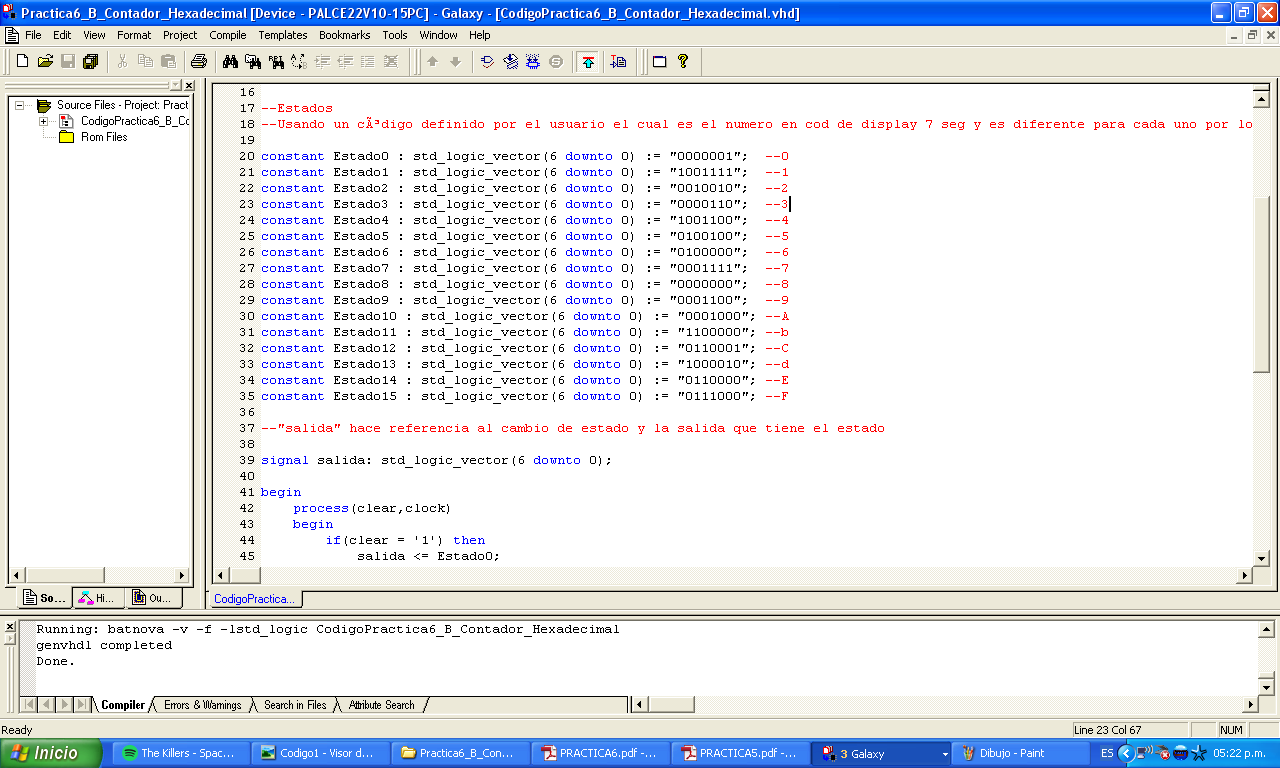 Practica6_B_Contador_Hexadecimal [Device - PALCE22V10-15PC] - Galaxy - [CodigoPractica6_B_Contador_Hexadecimal.vhd]
File Edit View Format Project Compile Templates Bookmarks Tools Window Help
Source Files - Project: Pract
CodigoPractica6_B_Cc
Rom Files
16
17 --Estados
18 --Usando un cÃ³digo definido por el usuario el cual es el numero en cod de display 7 seg y es diferente para cada uno por lo
19
20 constant Estado0 : std_logic_vector(6 downto 0) := "0000001"; --0
21 constant Estado1 : std_logic_vector(6 downto 0) := "1001111"; --1
22 constant Estado2 : std_logic_vector(6 downto 0) := "0010010"; --2
23 constant Estado3 : std_logic_vector(6 downto 0) := "0000110"; --3
24 constant Estado4 : std_logic_vector(6 downto 0) := "1001100"; --4
25 constant Estado5 : std_logic_vector(6 downto 0) := "0100100"; --5
26 constant Estado6 : std_logic_vector(6 downto 0) := "0100000"; --6
27 constant Estado7 : std_logic_vector(6 downto 0) := "0001111"; --7
28 constant Estado8 : std_logic_vector(6 downto 0) := "0000000"; --8
29 constant Estado9 : std_logic_vector(6 downto 0) := "0001100"; --9
30 constant Estado10 : std_logic_vector(6 downto 0) := "0001000"; --A
31 constant Estado11 : std_logic_vector(6 downto 0) := "1100000"; --b
32 constant Estado12 : std_logic_vector(6 downto 0) := "0110001"; --C
33 constant Estado13 : std_logic_vector(6 downto 0) := "1000010"; --d
34 constant Estado14 : std_logic_vector(6 downto 0) := "0110000"; --E
35 constant Estado15 : std_logic_vector(6 downto 0) := "0111000"; --F
36
37 --"salida" hace referencia al cambio de estado y la salida que tiene el estado
38
39 signal salida: std_logic_vector(6 downto 0);
40
41 begin
42 process(clear,clock)
43 begin
44 if(clear = '1') then
45 salida <= Estado0;
So... Hi... Ou...
CodigoPractica...
Running: batnova -v -f -lstd_logic CodigoPractica6_B_Contador_Hexadecimal
genvhdl completed
Done.
Compiler Errors & Warnings Search in Files Attribute Search
Ready Line 23 Col 67 NUM
Inicio The Killers - Spac... Codigo1 - Visor d... Practica6_B_Con... PRACTICA6.pdf -... PRACTICA5.pdf -... 3 Galaxy Dibujo - Paint ES 05:22 p.m.